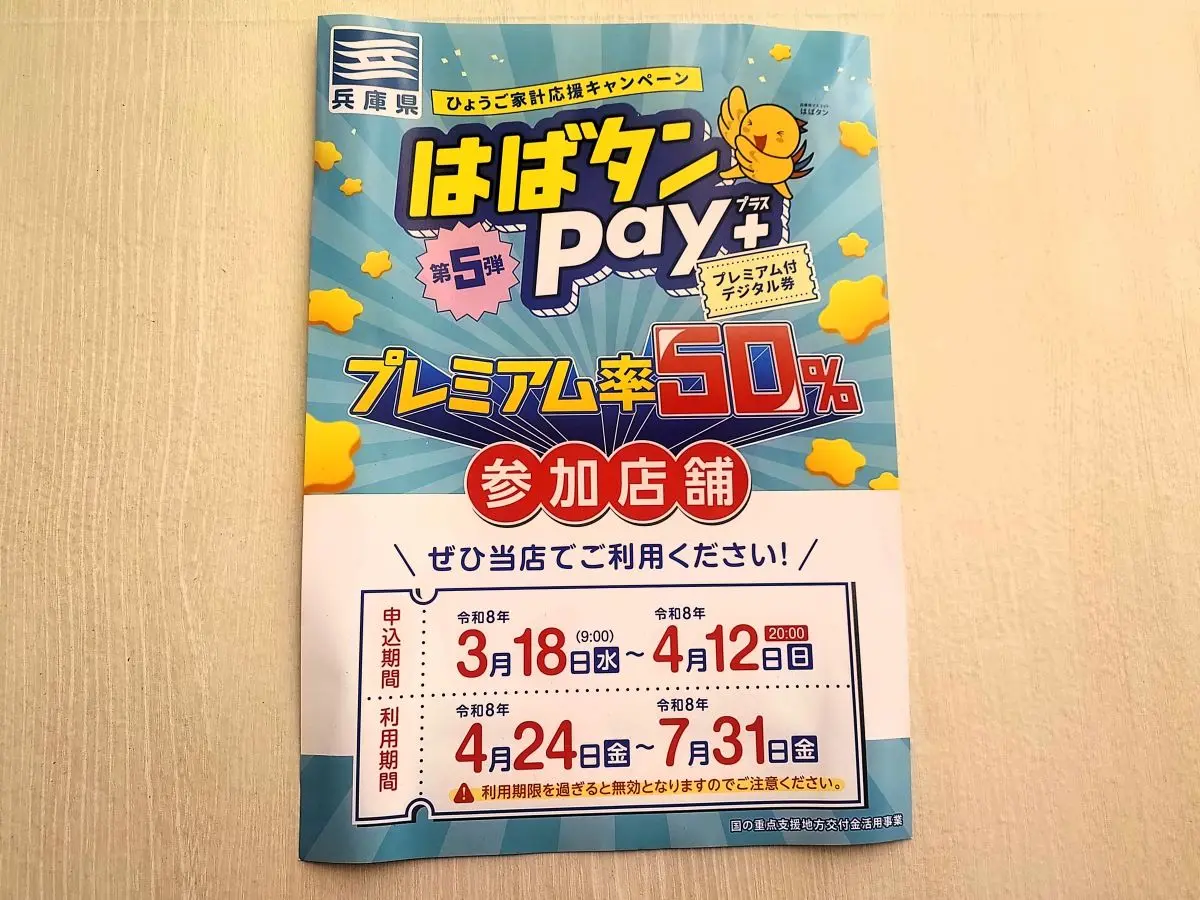 兵庫県
ひょうご家計応援キャンペーン
兵庫県マスコット
はばタン
はばタン
pay+
プラス
第5弾
プレミアム付
デジタル券
プレミアム率50%
参加店舗
ぜひ当店でご利用ください!
申込期間
令和8年 令和8年
3月18日水(9:00)～4月12日日20:00
利用期間
令和8年 令和8年
4月24日金～7月31日金
利用期限を過ぎると無効となりますのでご注意ください。
国の重点支援地方交付金活用事業